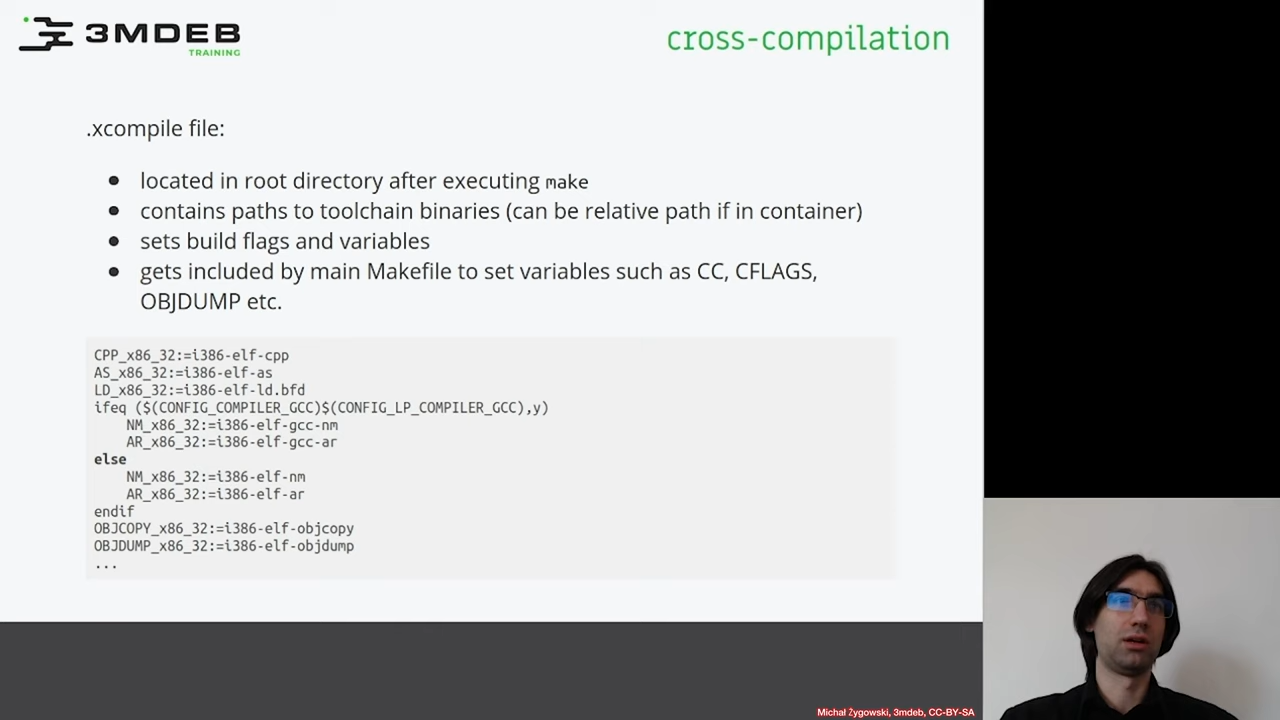 3MDEB
TRAINING
cross-compilation
.xcompile file:
● located in root directory after executing make
● contains paths to toolchain binaries (can be relative path if in container)
● sets build flags and variables
● gets included by main Makefile to set variables such as CC, CFLAGS,
OBJDUMP etc.
CPP_x86_32:=i386-elf-cpp
AS_x86_32:=i386-elf-as
LD_x86_32:=i386-elf-ld.bfd
ifeq ($(CONFIG_COMPILER_GCC)$(CONFIG_LP_COMPILER_GCC),y)
    NM_x86_32:=i386-elf-gcc-nm
    AR_x86_32:=i386-elf-gcc-ar
else
    NM_x86_32:=i386-elf-nm
    AR_x86_32:=i386-elf-ar
endif
OBJCOPY_x86_32:=i386-elf-objcopy
OBJDUMP_x86_32:=i386-elf-objdump
...
Michał Żygowski, 3mdeb, CC-BY-SA